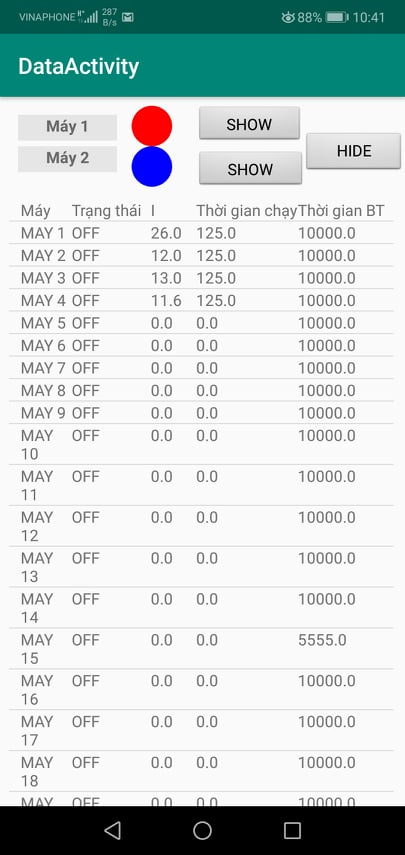 VINAPHONE H+ 287 B/s 88% 10:41
DataActivity
Máy 1 SHOW
HIDE
Máy 2 SHOW
Máy Trạng thái I Thời gian chạy Thời gian BT
MAY 1 OFF 26.0 125.0 10000.0
MAY 2 OFF 12.0 125.0 10000.0
MAY 3 OFF 13.0 125.0 10000.0
MAY 4 OFF 11.6 125.0 10000.0
MAY 5 OFF 0.0 0.0 10000.0
MAY 6 OFF 0.0 0.0 10000.0
MAY 7 OFF 0.0 0.0 10000.0
MAY 8 OFF 0.0 0.0 10000.0
MAY 9 OFF 0.0 0.0 10000.0
MAY OFF 0.0 0.0 10000.0
10
MAY OFF 0.0 0.0 10000.0
11
MAY OFF 0.0 0.0 10000.0
12
MAY OFF 0.0 0.0 10000.0
13
MAY OFF 0.0 0.0 10000.0
14
MAY OFF 0.0 0.0 5555.0
15
MAY OFF 0.0 0.0 10000.0
16
MAY OFF 0.0 0.0 10000.0
17
MAY OFF 0.0 0.0 10000.0
18
MAY OFF 0.0 0.0 10000.0